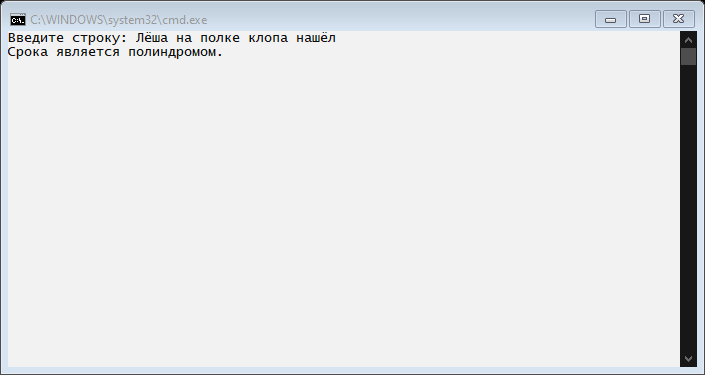 C:\WINDOWS\system32\cmd.exe
Введите строку: Лёша на полке клопа нашёл
Срока является полиндромом.